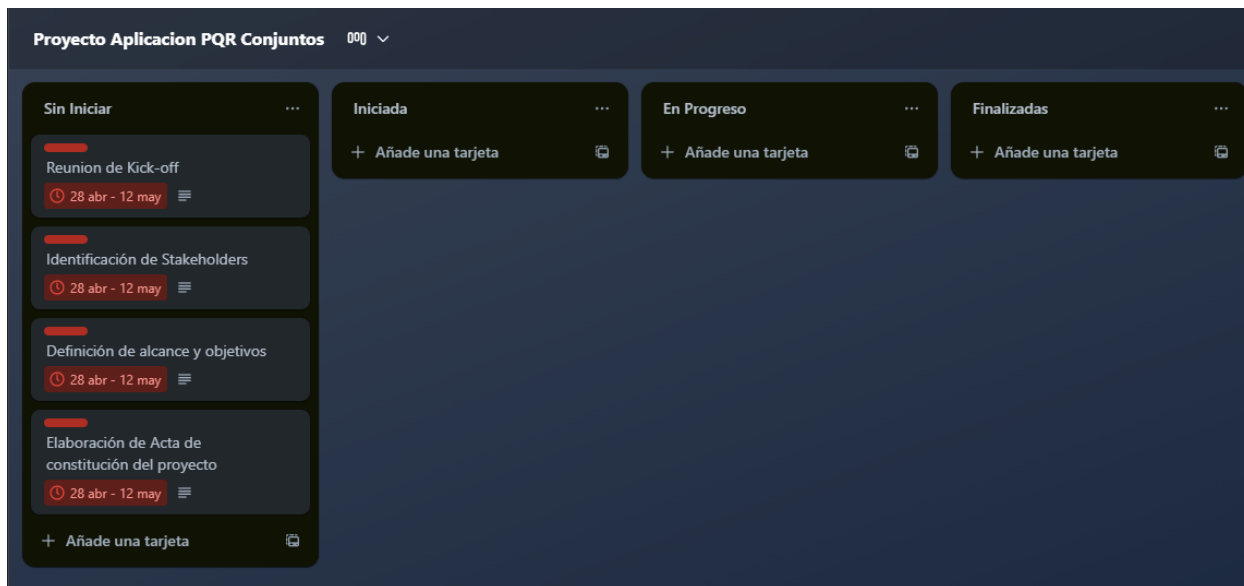 Proyecto Aplicacion PQR Conjuntos
Sin Iniciar
Reunion de Kick-off
28 abr - 12 may
Identificación de Stakeholders
28 abr - 12 may
Definición de alcance y objetivos
28 abr - 12 may
Elaboración de Acta de
constitución del proyecto
28 abr - 12 may
+ Añade una tarjeta
Iniciada
+ Añade una tarjeta
En Progreso
+ Añade una tarjeta
Finalizadas
+ Añade una tarjeta